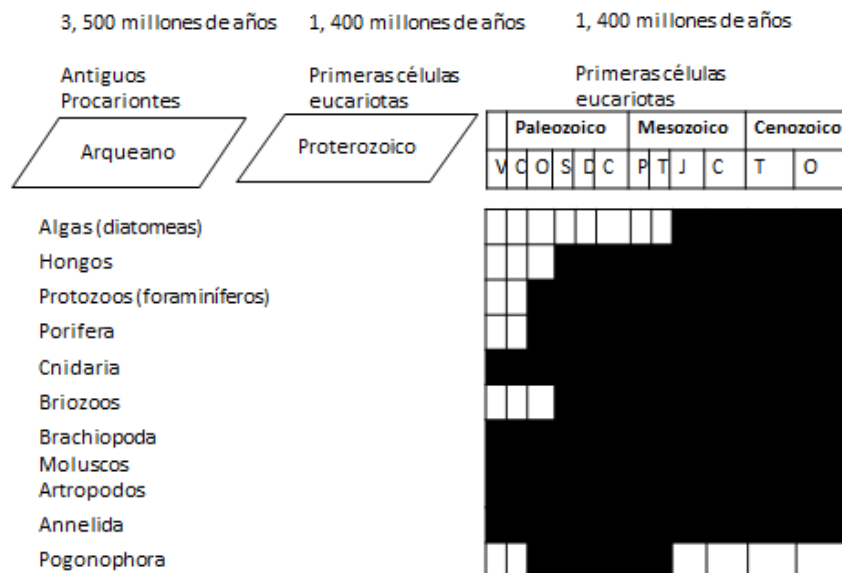 3, 500 millones de años 1, 400 millones de años 1, 400 millones de años
Antiguos Procariontes
Primeras células eucariotas
Primeras células eucariotas
Arqueano
Proterozoico
Paleozoico Mesozoico Cenozoico
V C O S D C P T J C T O
Algas (diatomeas)
Hongos
Protozoos (foraminíferos)
Porifera
Cnidaria
Briozoos
Brachiopoda
Moluscos
Artropodos
Annelida
Pogonophora